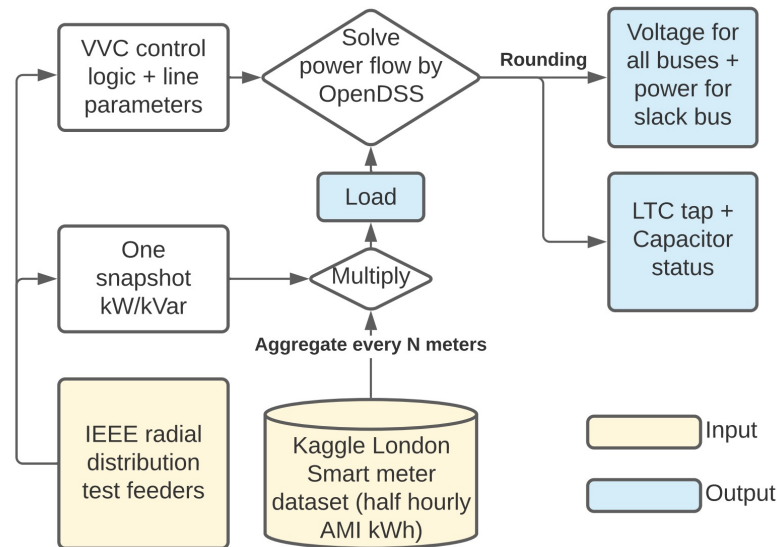 VVC control
logic + line
parameters
Solve
power flow by
OpenDSS
Rounding
Voltage for
all buses +
power for
slack bus
Load
LTC tap +
Capacitor
status
One
snapshot
kW/kVar
Multiply
Aggregate every N meters
IEEE radial
distribution
test feeders
Kaggle London
Smart meter
dataset (half hourly
AMI kWh)
Input
Output